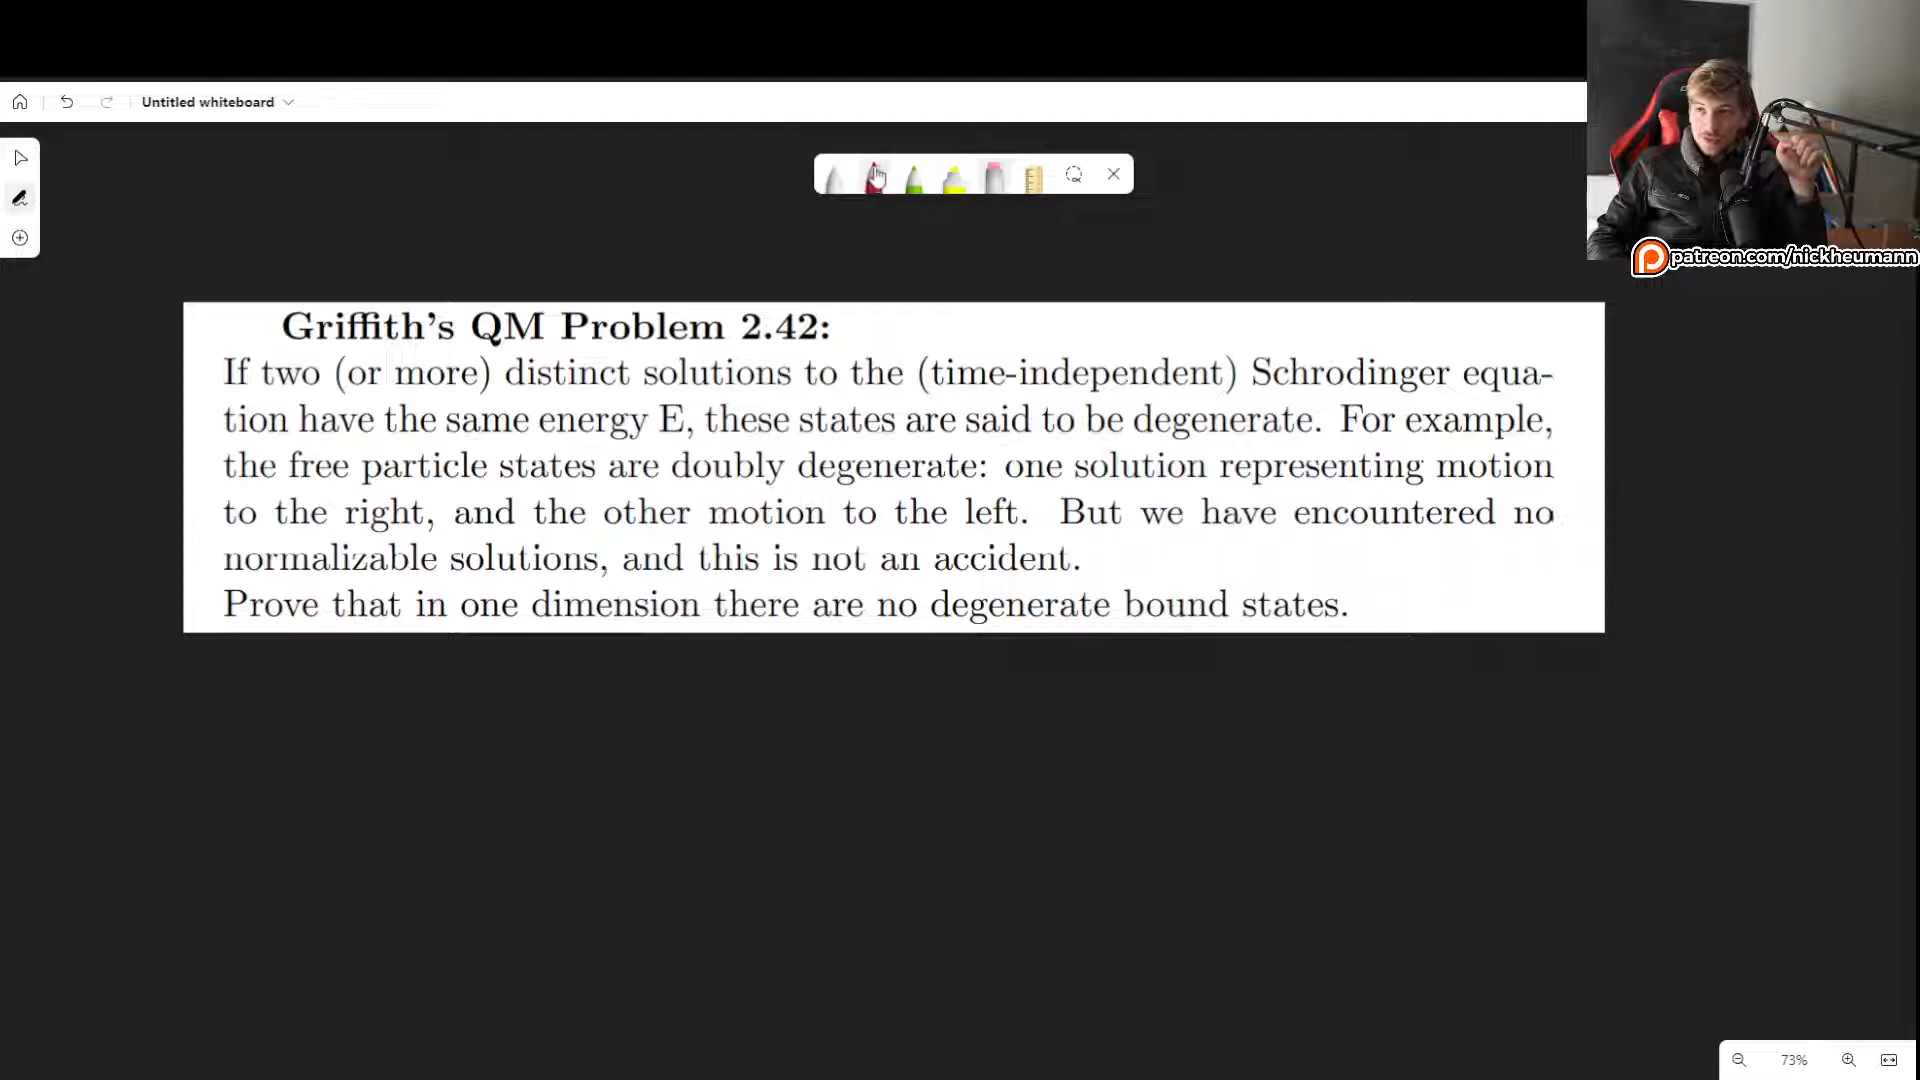 Untitled whiteboard
patreon.com/nickheumann
Griffith's QM Problem 2.42:
If two (or more) distinct solutions to the (time-independent) Schrodinger equa-
tion have the same energy E, these states are said to be degenerate. For example,
the free particle states are doubly degenerate: one solution representing motion
to the right, and the other motion to the left. But we have encountered no
normalizable solutions, and this is not an accident.
Prove that in one dimension there are no degenerate bound states.
73%